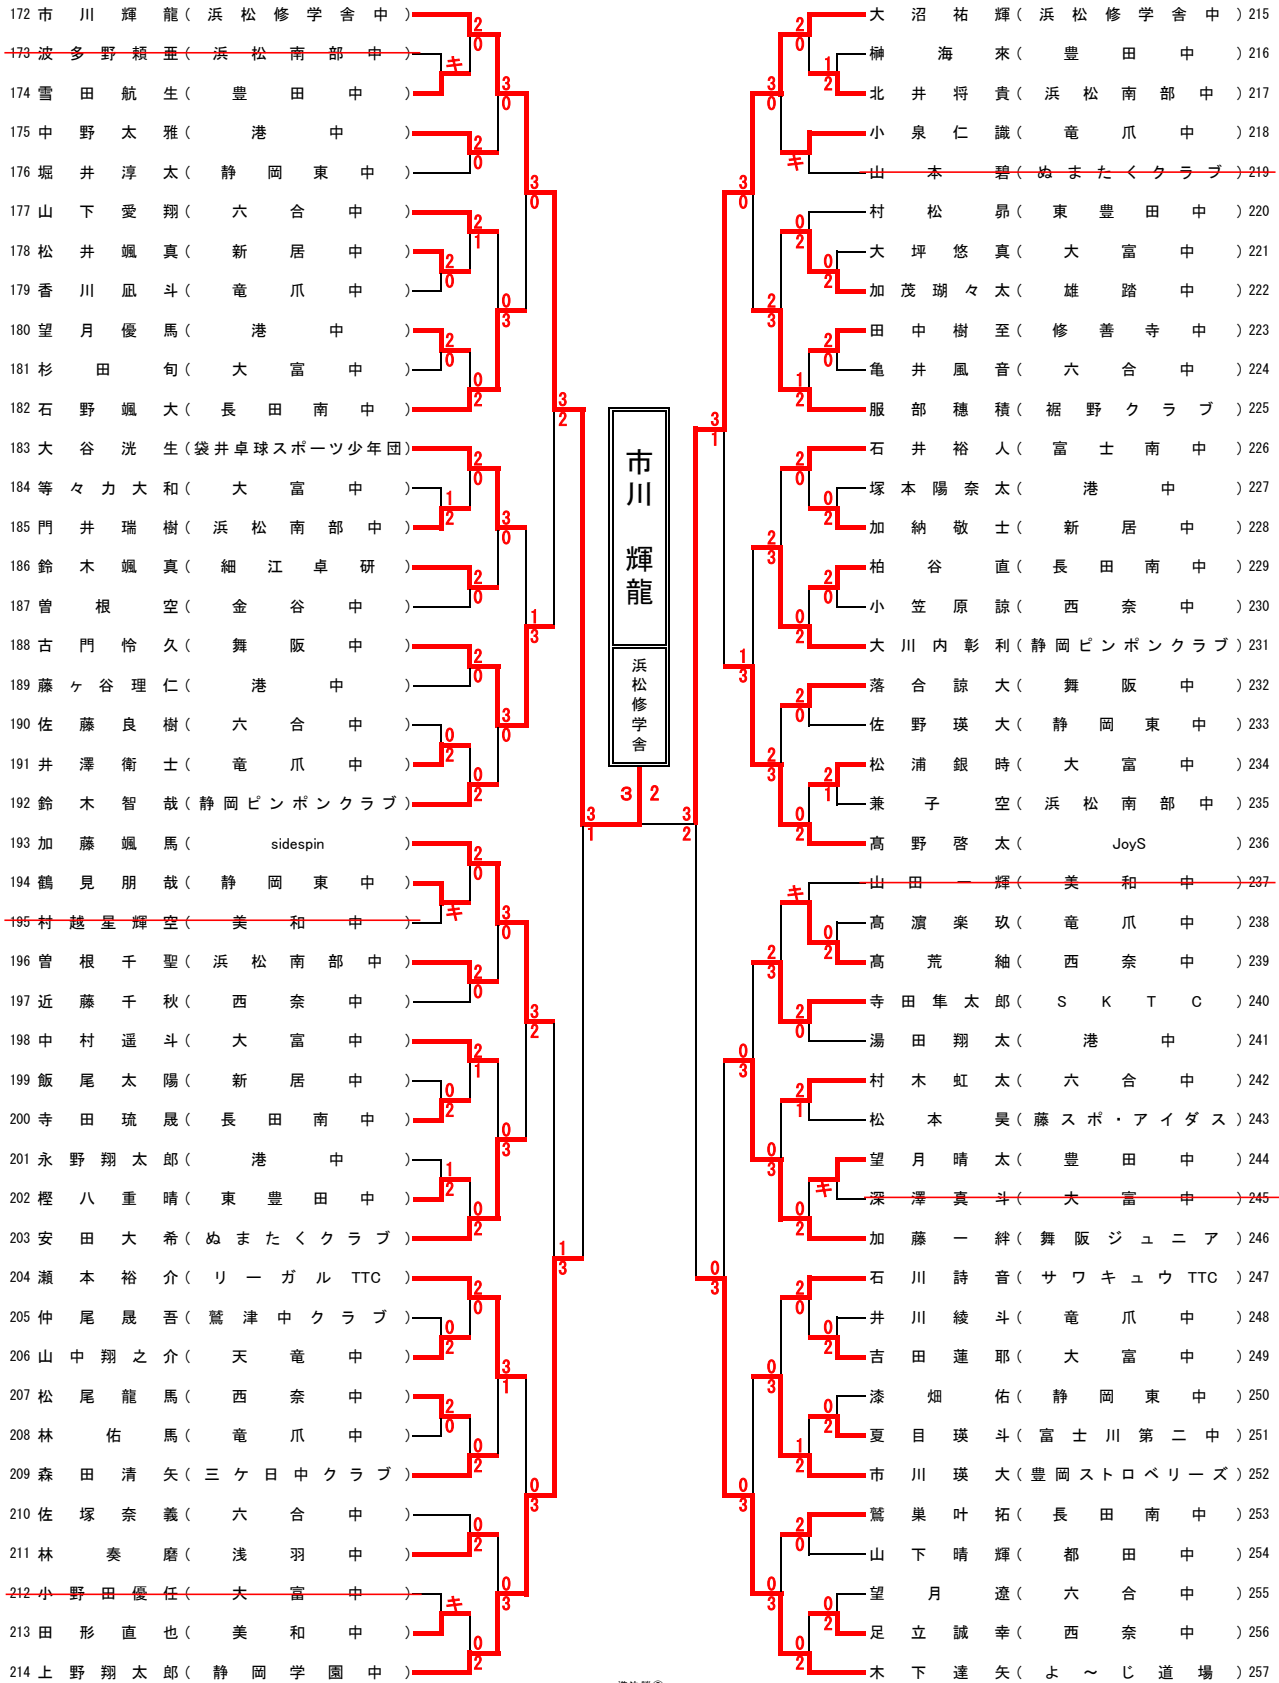 172 市川輝龍(浜松修学舎中)
173 波多野頼亜(浜松南部中)
174 雪田航生(豊田中)
175 中野太雅(港中)
176 堀井淳太(静岡東中)
177 山下愛翔(六合中)
178 松井颯真(新居中)
179 香川凪斗(竜爪中)
180 望月優馬(港中)
181 杉田旬(大富中)
182 石野颯大(長田南中)
183 大谷洸生(袋井卓球スポーツ少年団)
184 等々力大和(大富中)
185 門井瑞樹(浜松南部中)
186 鈴木颯真(細江卓研)
187 曽根空(金谷中)
188 古門怜久(舞阪中)
189 藤ヶ谷理仁(港中)
190 佐藤良樹(六合中)
191 井澤衛士(竜爪中)
192 鈴木智哉(静岡ピンポンクラブ)
193 加藤颯馬(sidespin)
194 鶴見朋哉(静岡東中)
195 村越星輝空(美和中)
196 曽根千聖(浜松南部中)
197 近藤千秋(西奈中)
198 中村遥斗(大富中)
199 飯尾太陽(新居中)
200 寺田琉晟(長田南中)
201 永野翔太郎(港中)
202 樫八重晴(東豊田中)
203 安田大希(ぬまたくクラブ)
204 瀬本裕介(リーガルTTC)
205 仲尾晟吾(鷲津中クラブ)
206 山中翔之介(天竜中)
207 松尾龍馬(西奈中)
208 林佑馬(竜爪中)
209 森田清矢(三ケ日中クラブ)
210 佐塚奈義(六合中)
211 林奏磨(浅羽中)
212 小野田優任(大富中)
213 田形直也(美和中)
214 上野翔太郎(静岡学園中)
市川 輝龍
浜松修学舎
3 2
大沼祐輝(浜松修学舎中)215
榊海來(豊田中)216
北井将貴(浜松南部中)217
小泉仁識(竜爪中)218
山本碧(ぬまたくクラブ)219
村松昴(東豊田中)220
大坪悠真(大富中)221
加茂瑚々太(雄踏中)222
田中樹至(修善寺中)223
亀井風音(六合中)224
服部穂積(裾野クラブ)225
石井裕人(富士南中)226
塚本陽奈太(港中)227
加納敬士(新居中)228
柏谷直(長田南中)229
小笠原諒(西奈中)230
大川内彰利(静岡ピンポンクラブ)231
落合諒大(舞阪中)232
佐野瑛大(静岡東中)233
松浦銀時(大富中)234
兼子空(浜松南部中)235
髙野啓太(JoyS)236
山田一輝(美和中)237
髙濵楽玖(竜爪中)238
髙荒紬(西奈中)239
寺田隼太郎(SKTC)240
湯田翔太(港中)241
村木虹太(六合中)242
松本昊(藤スポ・アイダス)243
望月晴太(豊田中)244
深澤真斗(大富中)245
加藤一絆(舞阪ジュニア)246
石川詩音(サワキュウTTC)247
井川綾斗(竜爪中)248
吉田蓮耶(大富中)249
漆畑佑(静岡東中)250
夏目瑛斗(富士川第二中)251
市川瑛大(豊岡ストロベリーズ)252
鷲巣叶拓(長田南中)253
山下晴輝(都田中)254
望月遼(六合中)255
足立誠幸(西奈中)256
木下達矢(よ～じ道場)257